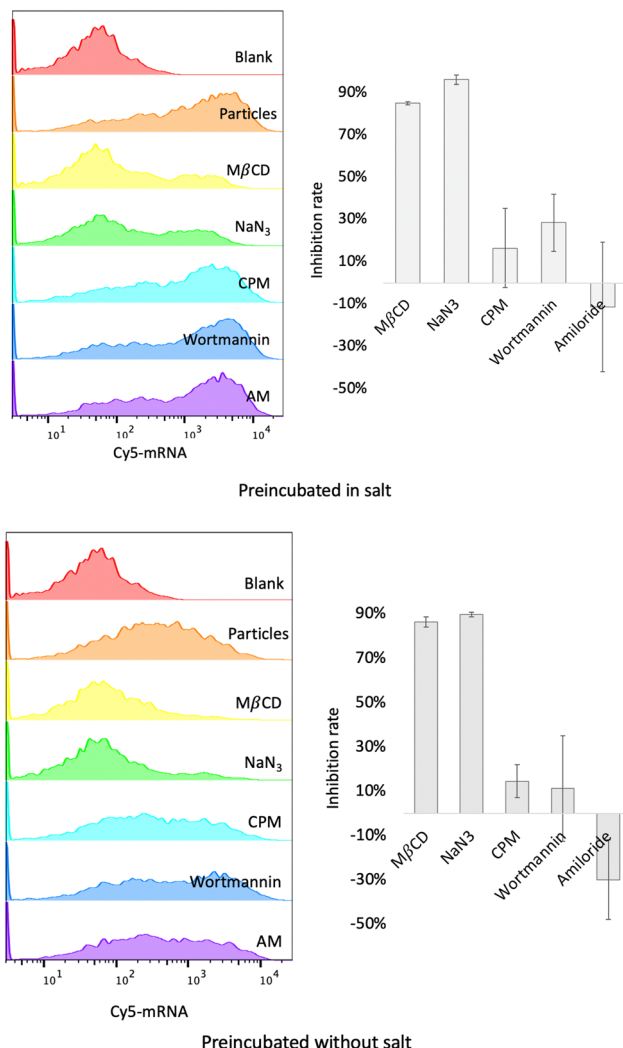 Blank
Particles
MβCD
NaN3
CPM
Wortmannin
AM
10^1 10^2 10^3 10^4
Cy5-mRNA
Inhibition rate
90%
70%
50%
30%
10%
-10%
-30%
-50%
MβCD
NaN3
CPM
Wortmannin
Amiloride
Preincubated in salt
Blank
Particles
MβCD
NaN3
CPM
Wortmannin
AM
10^1 10^2 10^3 10^4
Cy5-mRNA
Inhibition rate
90%
70%
50%
30%
10%
-10%
-30%
-50%
MβCD
NaN3
CPM
Wortmannin
Amiloride
Preincubated without salt